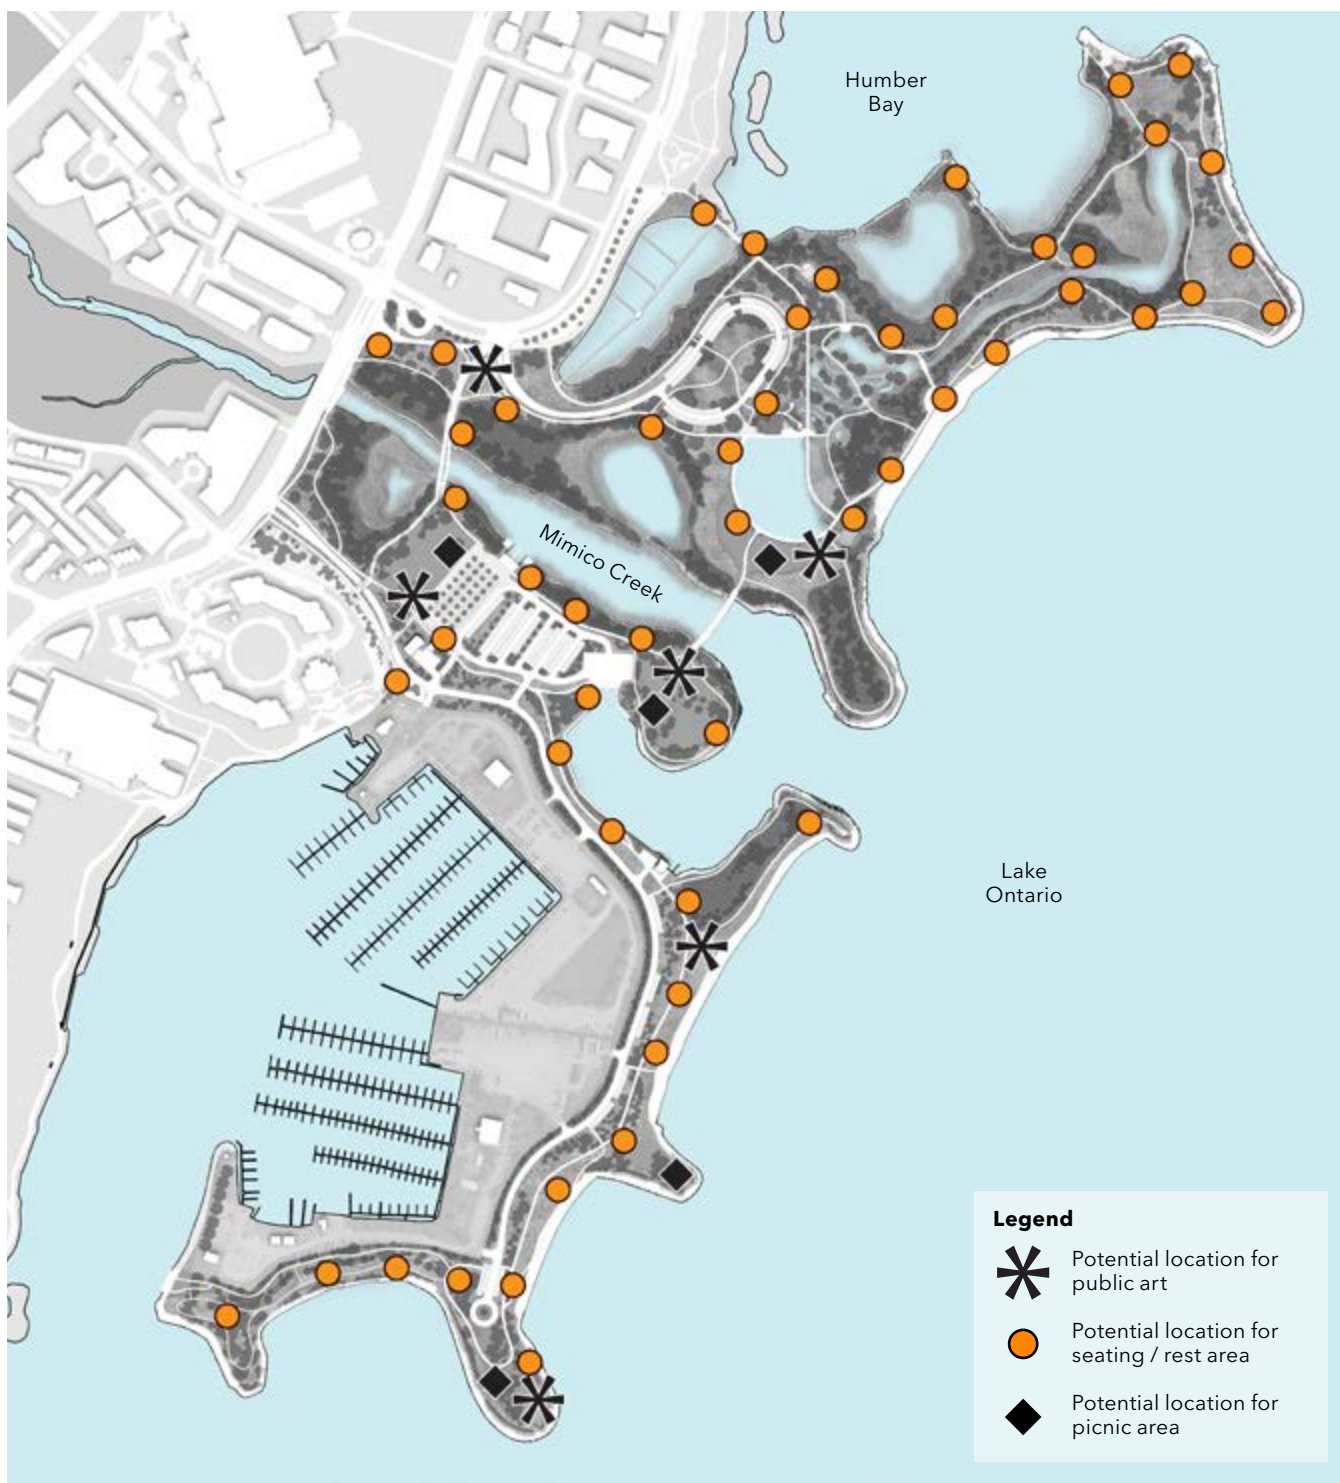 Humber
Bay
Mimico Creek
Lake
Ontario
Legend
Potential location for
public art
Potential location for
seating / rest area
Potential location for
picnic area